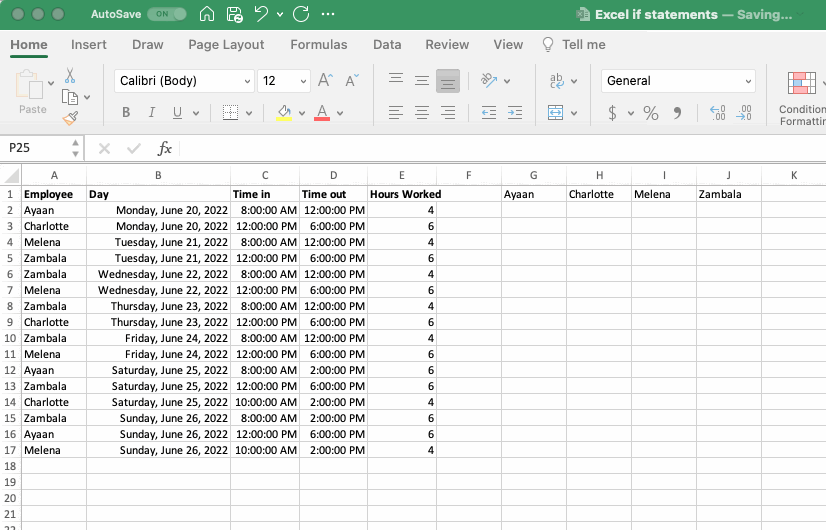 AutoSave ON Excel if statements — Saving...
Home Insert Draw Page Layout Formulas Data Review View Tell me
Paste Calibri (Body) 12 A A ab General
B I U A $ % Condition
Formattin
P25 fx
A B C D E F G H I J K
1 Employee Day Time in Time out Hours Worked Ayaan Charlotte Melena Zambala
2 Ayaan Monday, June 20, 2022 8:00:00 AM 12:00:00 PM 4
3 Charlotte Monday, June 20, 2022 12:00:00 PM 6:00:00 PM 6
4 Melena Tuesday, June 21, 2022 8:00:00 AM 12:00:00 PM 4
5 Zambala Tuesday, June 21, 2022 12:00:00 PM 6:00:00 PM 6
6 Zambala Wednesday, June 22, 2022 8:00:00 AM 12:00:00 PM 4
7 Melena Wednesday, June 22, 2022 12:00:00 PM 6:00:00 PM 6
8 Zambala Thursday, June 23, 2022 8:00:00 AM 12:00:00 PM 4
9 Charlotte Thursday, June 23, 2022 12:00:00 PM 6:00:00 PM 6
10 Zambala Friday, June 24, 2022 8:00:00 AM 12:00:00 PM 4
11 Melena Friday, June 24, 2022 12:00:00 PM 6:00:00 PM 6
12 Ayaan Saturday, June 25, 2022 8:00:00 AM 2:00:00 PM 6
13 Zambala Saturday, June 25, 2022 12:00:00 PM 6:00:00 PM 6
14 Charlotte Saturday, June 25, 2022 10:00:00 AM 2:00:00 PM 4
15 Zambala Sunday, June 26, 2022 8:00:00 AM 2:00:00 PM 6
16 Ayaan Sunday, June 26, 2022 12:00:00 PM 6:00:00 PM 6
17 Melena Sunday, June 26, 2022 10:00:00 AM 2:00:00 PM 4
18
19
20
21